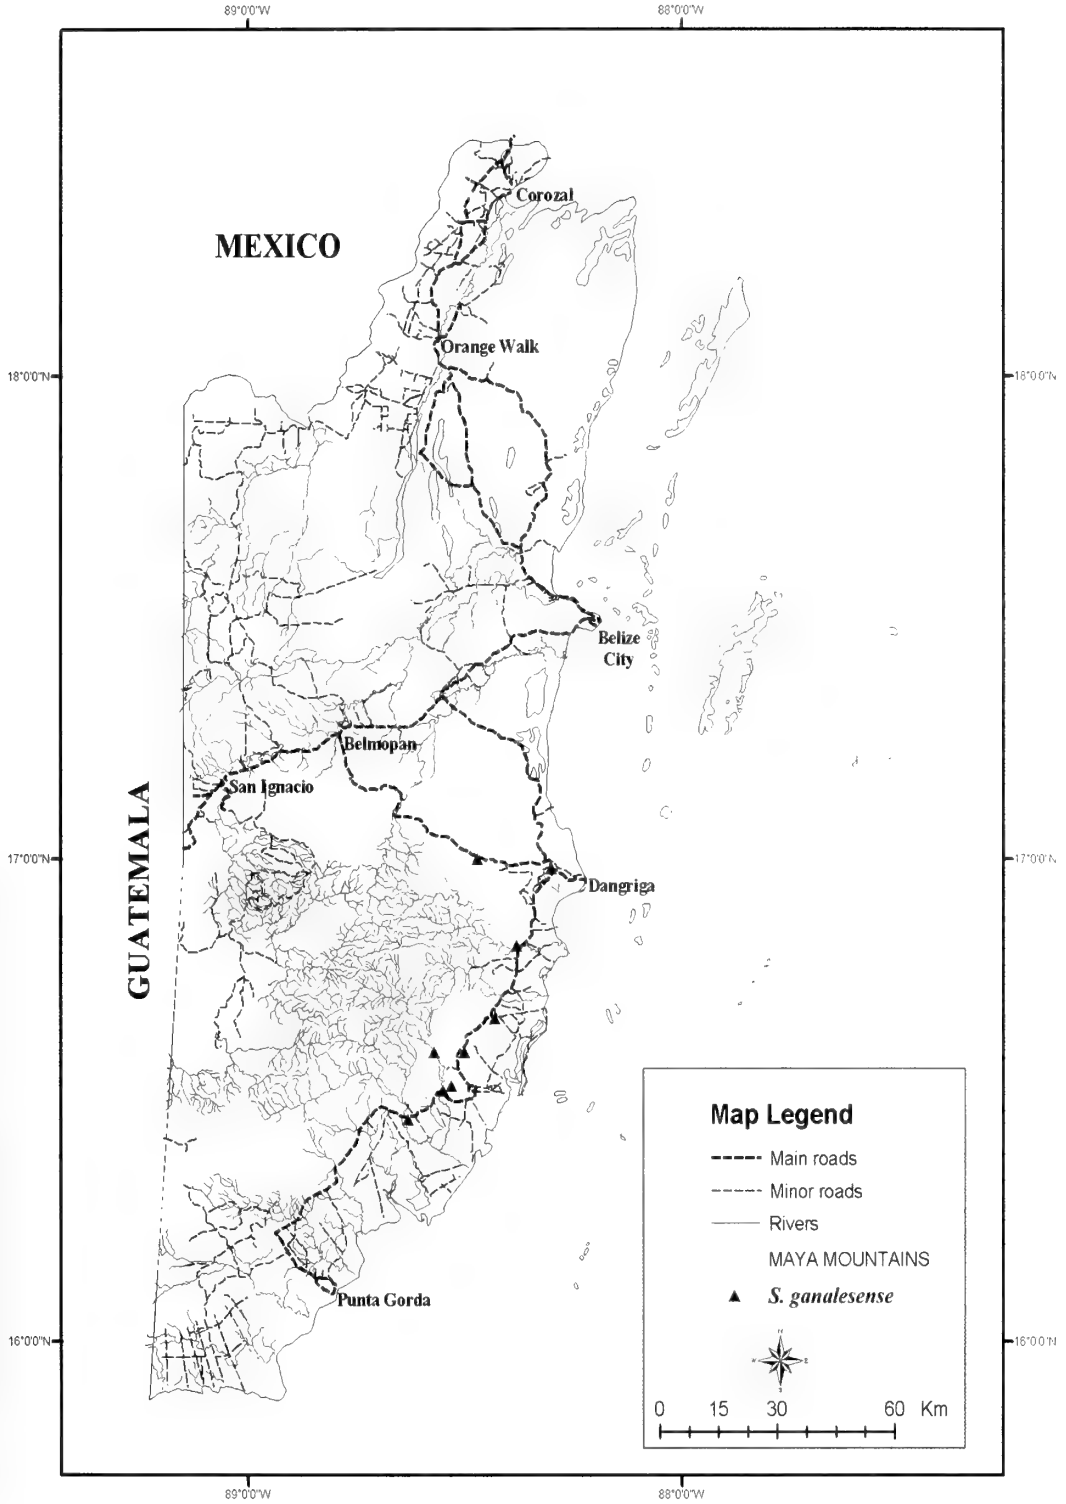 89°0'0"W
88°0'0"W
Corozal
MEXICO
Orange Walk
18°0'0"N
18°0'0"N
Belize
City
Belmopan
San Ignacio
GUATEMALA
17°0'0"N
17°0'0"N
Dangriga
Map Legend
Main roads
Minor roads
Rivers
MAYA MOUNTAINS
S. ganalesense
Punta Gorda
16°0'0"N
16°0'0"N
N
W
E
S
0 15 30 60 Km
89°0'0"W
88°0'0"W